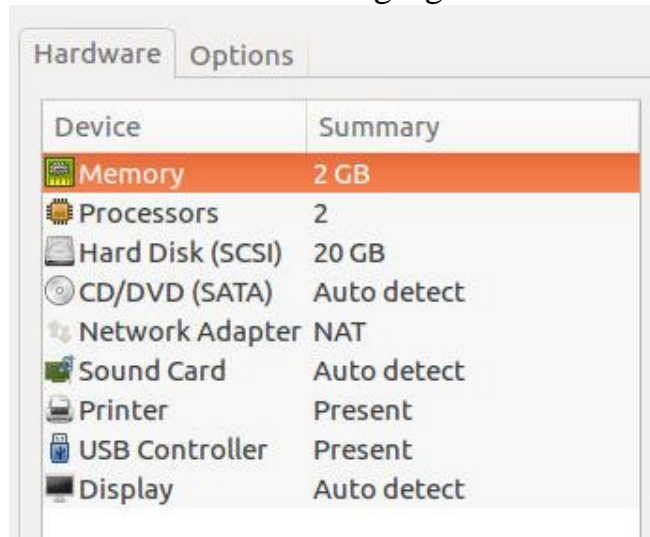 Hardware Options
Device Summary
Memory 2 GB
Processors 2
Hard Disk (SCSI) 20 GB
CD/DVD (SATA) Auto detect
Network Adapter NAT
Sound Card Auto detect
Printer Present
USB Controller Present
Display Auto detect